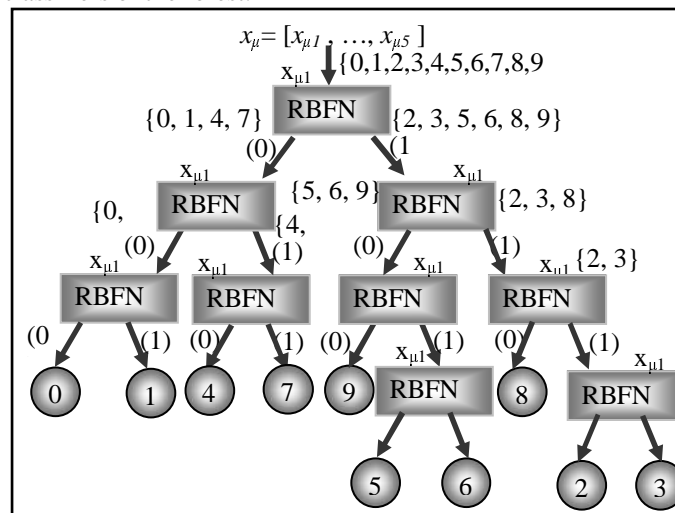 xμ= [xμ1 , …, xμ5 ]
{0,1,2,3,4,5,6,7,8,9
xμ1
RBFN
{0, 1, 4, 7}
{2, 3, 5, 6, 8, 9}
(0)
(1
xμ1
xμ1
RBFN
{5, 6, 9}
RBFN
{2, 3, 8}
{0,
{4,
(0)
(1)
(0)
(1)
xμ1
xμ1
xμ1
xμ1
{2, 3}
RBFN
RBFN
RBFN
RBFN
(0
(1)
(0)
(1)
(0)
(1)
(0)
(1)
xμ1
xμ1
0
1
4
7
9
RBFN
8
RBFN
5
6
2
3